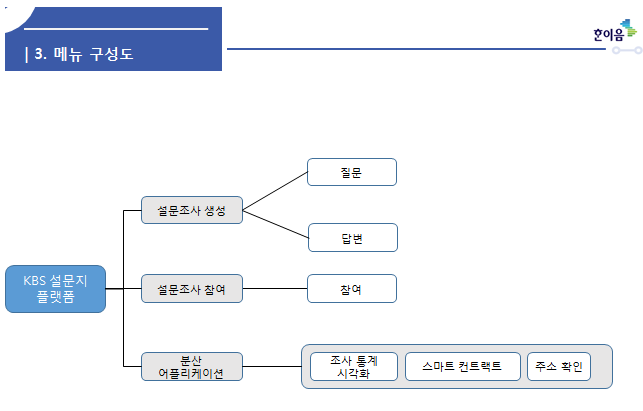 | 3. 메뉴 구성도
한이음
질문
설문조사 생성
답변
KBS 설문지
플랫폼
설문조사 참여
참여
분산
어플리케이션
조사 통계
시각화
스마트 컨트랙트
주소 확인